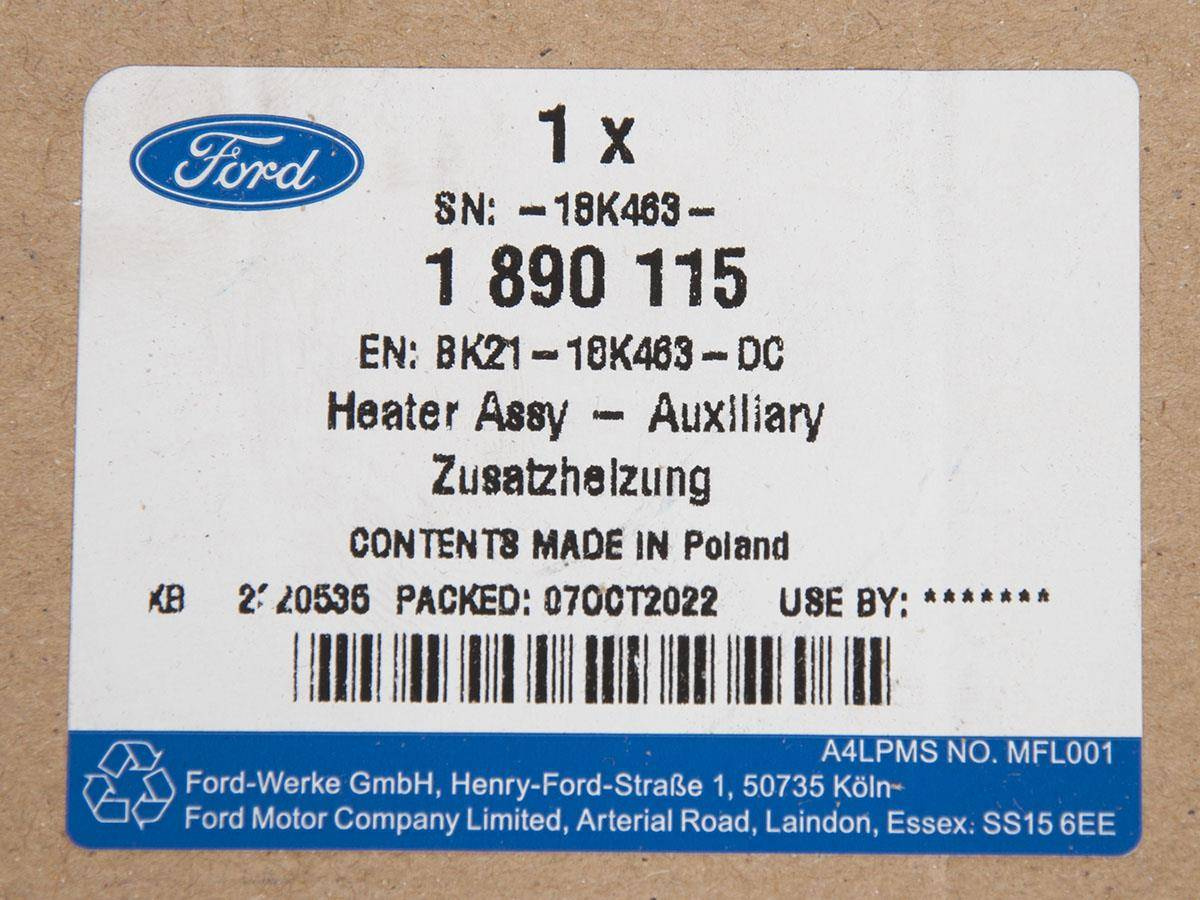 Ford
1 x
SN: -18K463-
1 890 115
EN: BK21-18K463-DC
Heater Assy - Auxiliary
Zusatzheizung
CONTENTS MADE IN Poland
KB PACKED: 07OCT2022 USE BY: *******
A4LPMS NO. MFL001
Ford-Werke GmbH, Henry-Ford-Straße 1, 50735 Köln
Ford Motor Company Limited, Arterial Road, Laindon, Essex. SS15 6EE